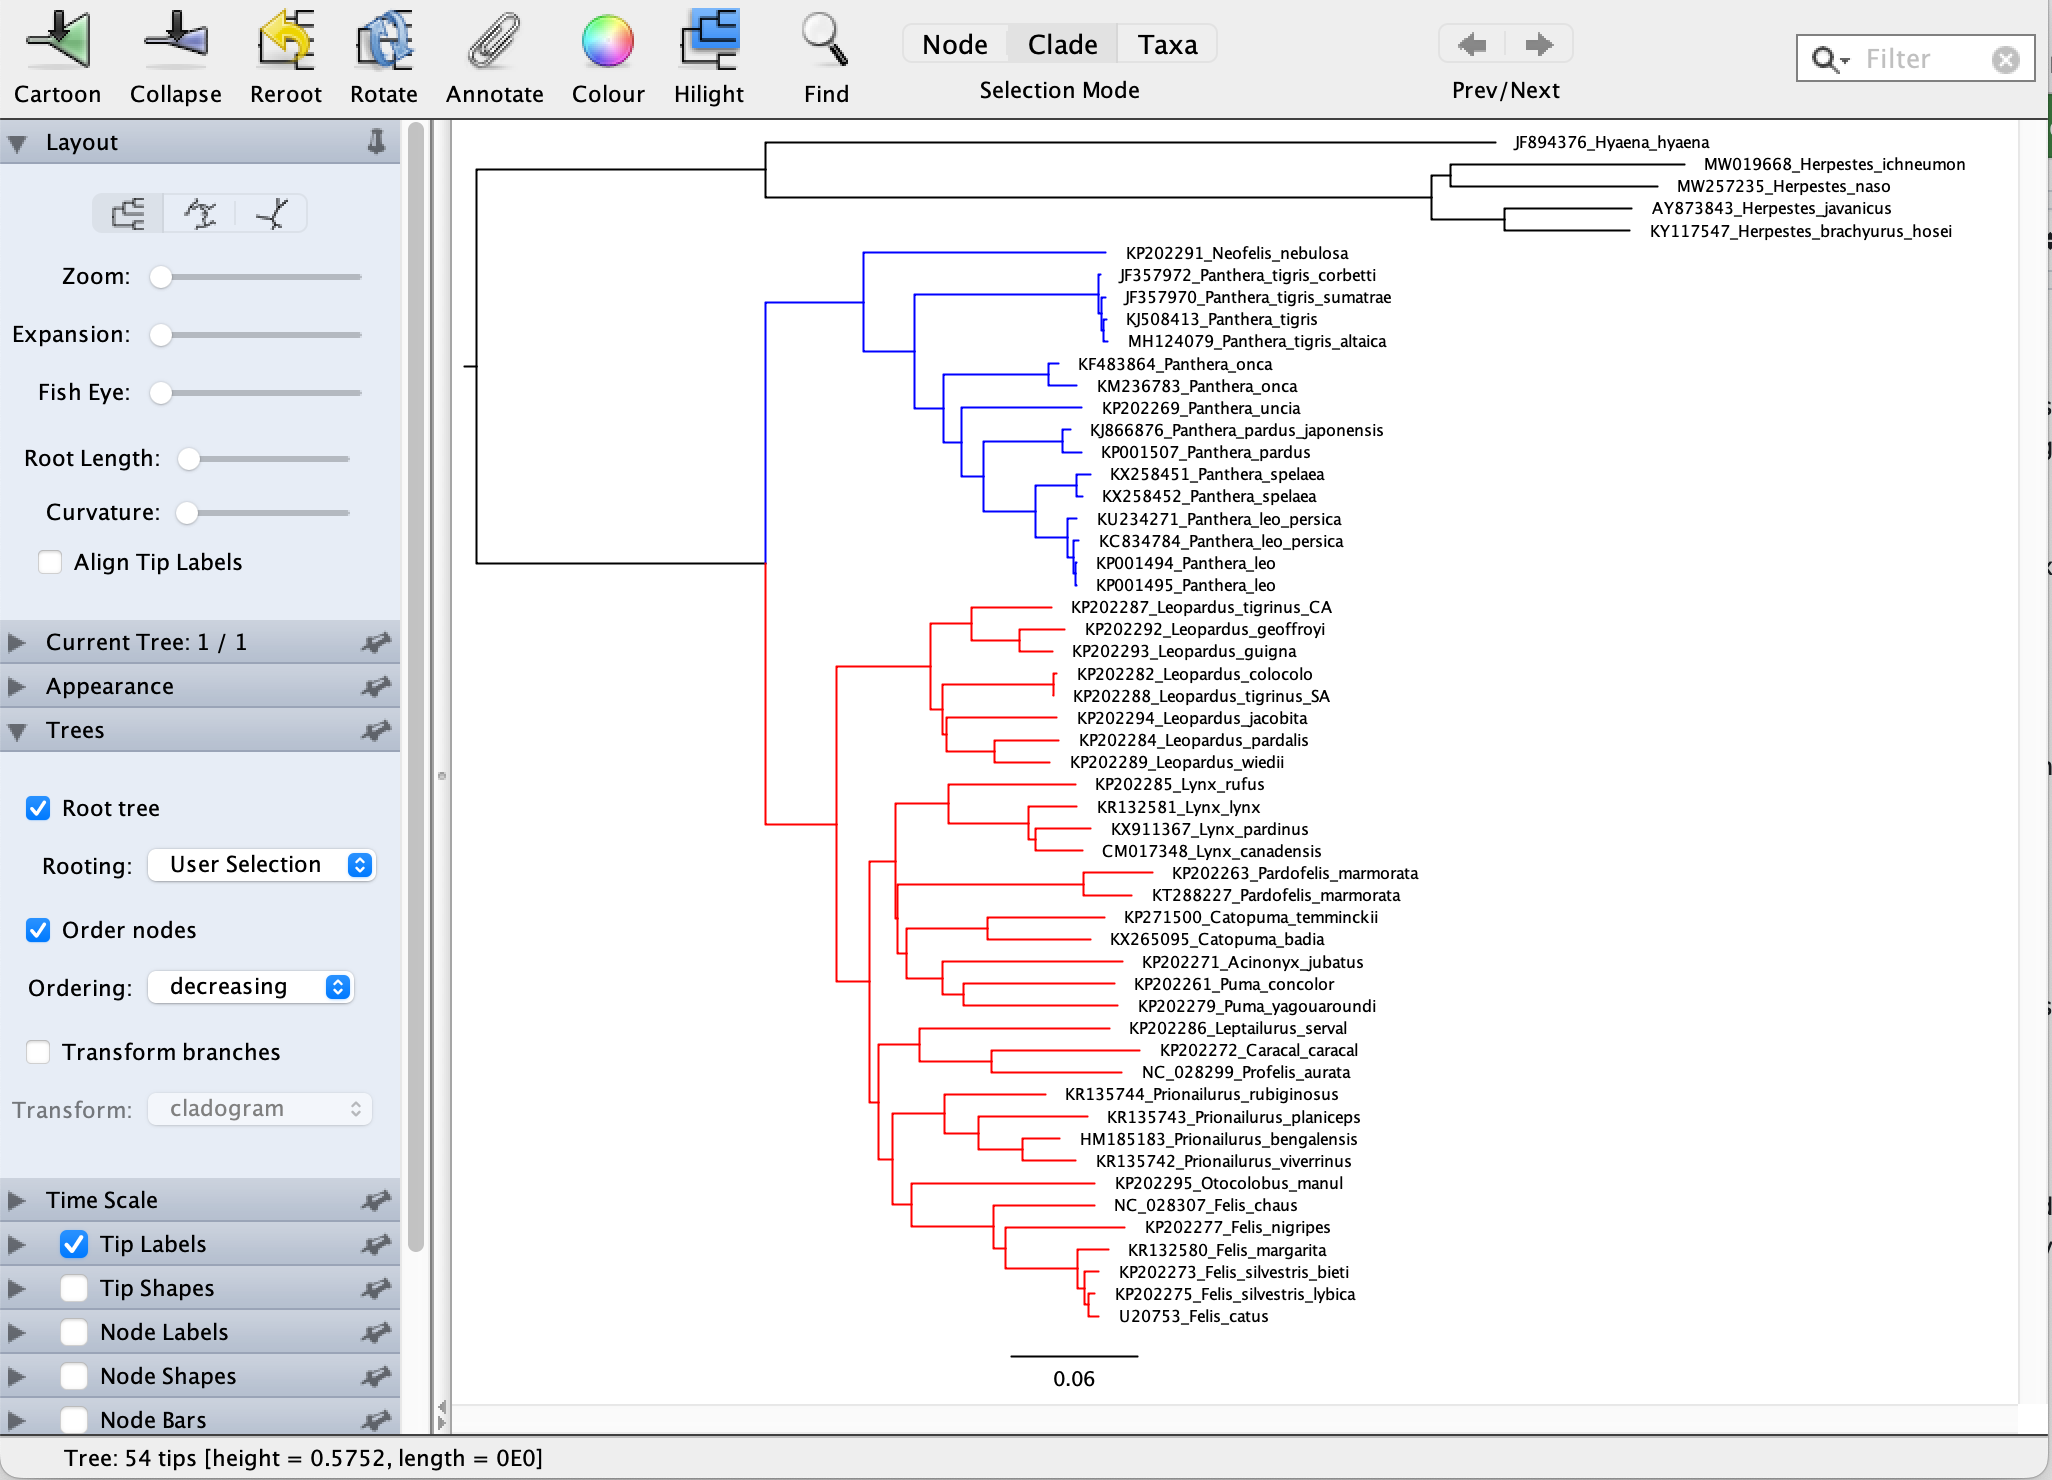 Cartoon Collapse Reroot Rotate Annotate Colour Hilight Find
Node Clade Taxa
Selection Mode
Prev/Next
Filter
Layout
Zoom:
Expansion:
Fish Eye:
Root Length:
Curvature:
Align Tip Labels
Current Tree: 1 / 1
Appearance
Trees
Root tree
Rooting: User Selection
Order nodes
Ordering: decreasing
Transform branches
Transform: cladogram
Time Scale
Tip Labels
Tip Shapes
Node Labels
Node Shapes
Node Bars
JF894376_Hyaena_hyaena
MW019668_Herpestes_ichneumon
MW257235_Herpestes_naso
AY873843_Herpestes_javanicus
KY117547_Herpestes_brachyurus_hosei
KP202291_Neofelis_nebulosa
JF357972_Panthera_tigris_corbetti
JF357970_Panthera_tigris_sumatrae
KJ508413_Panthera_tigris
MH124079_Panthera_tigris_altaica
KF483864_Panthera_onca
KM236783_Panthera_onca
KP202269_Panthera_uncia
KJ866876_Panthera_pardus_japonensis
KP001507_Panthera_pardus
KX258451_Panthera_spelaea
KX258452_Panthera_spelaea
KU234271_Panthera_leo_persica
KC834784_Panthera_leo_persica
KP001494_Panthera_leo
KP001495_Panthera_leo
KP202287_Leopardus_tigrinus_CA
KP202292_Leopardus_geoffroyi
KP202293_Leopardus_guigna
KP202282_Leopardus_colocolo
KP202288_Leopardus_tigrinus_SA
KP202294_Leopardus_jacobita
KP202284_Leopardus_pardalis
KP202289_Leopardus_wiedii
KP202285_Lynx_rufus
KR132581_Lynx_lynx
KX911367_Lynx_pardinus
CM017348_Lynx_canadensis
KP202263_Pardofelis_marmorata
KT288227_Pardofelis_marmorata
KP271500_Catopuma_temminckii
KX265095_Catopuma_badia
KP202271_Acinonyx_jubatus
KP202261_Puma_concolor
KP202279_Puma_yagouaroundi
KP202286_Leptailurus_serval
KP202272_Caracal_caracal
NC_028299_Profelis_aurata
KR135744_Prionailurus_rubiginosus
KR135743_Prionailurus_planiceps
HM185183_Prionailurus_bengalensis
KR135742_Prionailurus_viverrinus
KP202295_Otocolobus_manul
NC_028307_Felis_chaus
KP202277_Felis_nigripes
KR132580_Felis_margarita
KP202273_Felis_silvestris_bieti
KP202275_Felis_silvestris_lybica
U20753_Felis_catus
0.06
Tree: 54 tips [height = 0.5752, length = 0E0]